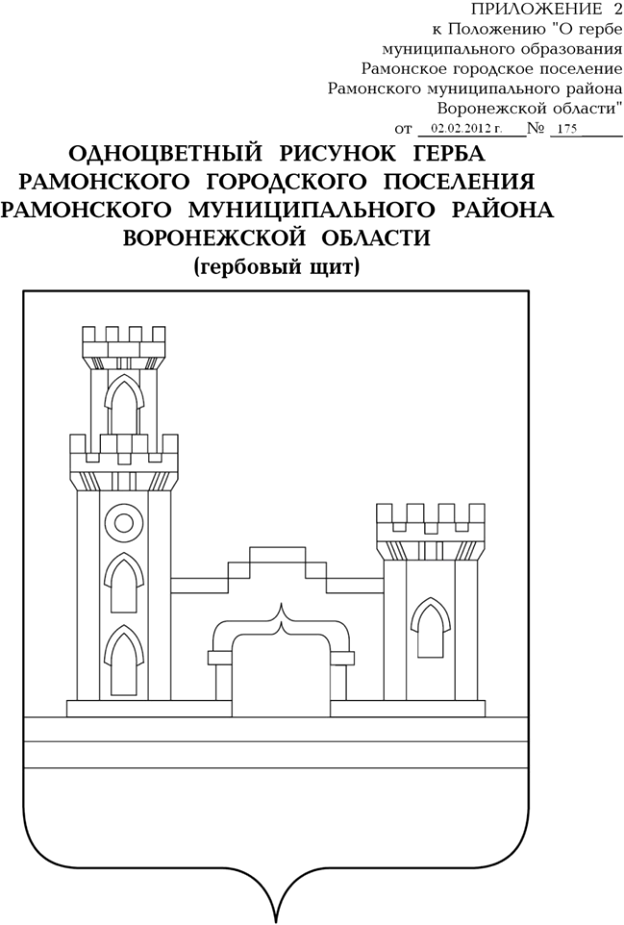 ПРИЛОЖЕНИЕ 2
к Положению "О гербе
муниципального образования
Рамонское городское поселение
Рамонского муниципального района
Воронежской области"
от 02.02.2012 г. № 175
ОДНОЦВЕТНЫЙ РИСУНОК ГЕРБА
РАМОНСКОГО ГОРОДСКОГО ПОСЕЛЕНИЯ
РАМОНСКОГО МУНИЦИПАЛЬНОГО РАЙОНА
ВОРОНЕЖСКОЙ ОБЛАСТИ
(гербовый щит)